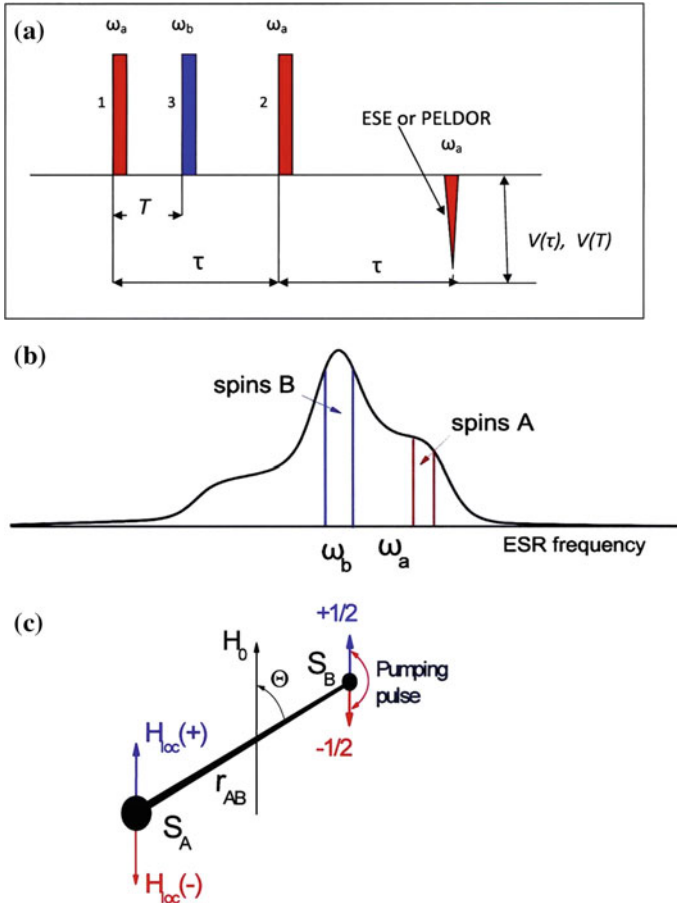 (a)
ωa ωb ωa
1 3 2
ESE or PELDOR
ωa
T
V(τ), V(T)
τ τ
(b)
spins B
spins A
ωb ωa ESR frequency
(c)
+1/2
H0
SB Pumping
Θ pulse
-1/2
Hloc(+)
rAB
SA
Hloc(-)